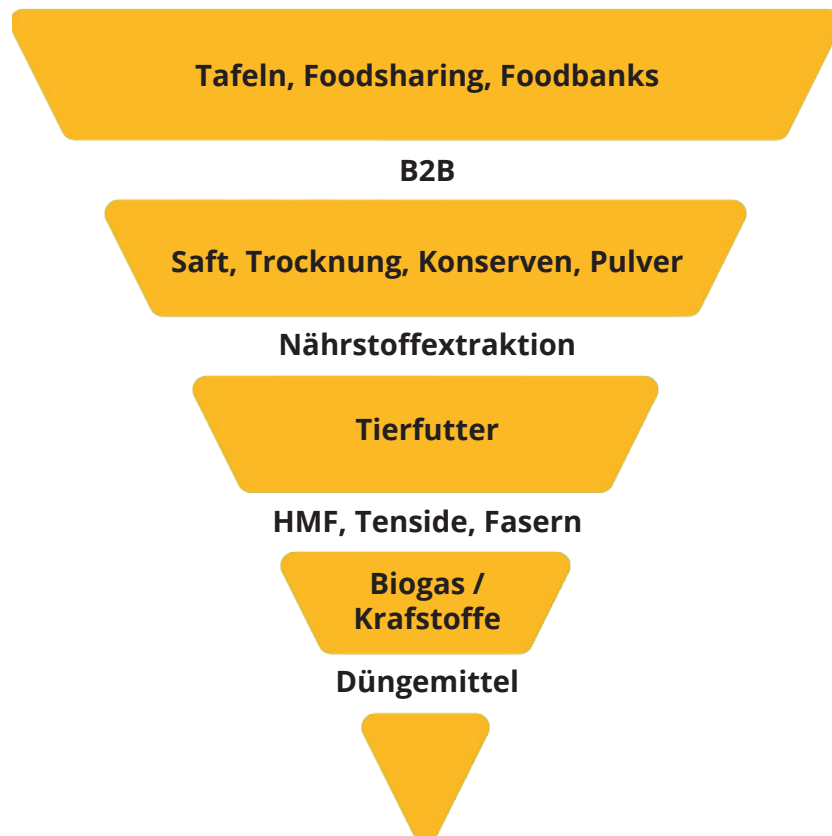 Tafeln, Foodsharing, Foodbanks
B2B
Saft, Trocknung, Konserven, Pulver
Nährstoffextraktion
Tierfutter
HMF, Tenside, Fasern
Biogas /
Krafstoffe
Düngemittel